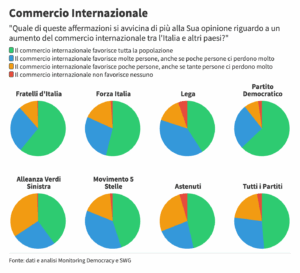 Commercio Internazionale
"Quale di queste affermazioni si avvicina di più alla Sua opinione riguardo a un
aumento del commercio internazionale tra l'Italia e altri paesi?"
Il commercio internazionale favorisce tutta la popolazione
Il commercio internazionale favorisce molte persone, anche se poche persone ci perdono molto
Il commercio internazionale favorisce poche persone, anche se tante persone ci perdono molto
Il commercio internazionale non favorisce nessuno
Fratelli d'Italia
Forza Italia
Lega
Partito
Democratico
Alleanza Verdi
Sinistra
Movimento 5
Stelle
Astenuti
Tutti i Partiti
Fonte: dati e analisi Monitoring Democracy e SWG